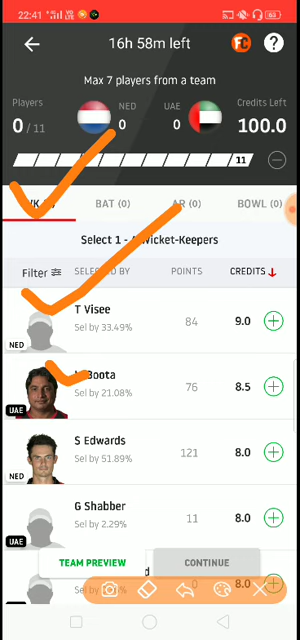 22:41
63
16h 58m left
FC
?
Max 7 players from a team
Players NED UAE Credits Left
0 / 11 0 0 100.0
11
BAT (0) AR (0) BOWL (0)
Select 1 - Wicket-Keepers
Filter SELECTED BY POINTS CREDITS
T Visee
Sel by 33.49% 84 9.0
NED
Boota
Sel by 21.08% 76 8.5
UAE
S Edwards
Sel by 51.89% 121 8.0
NED
G Shabber
Sel by 2.29% 11 8.0
UAE
TEAM PREVIEW CONTINUE
0 8.0